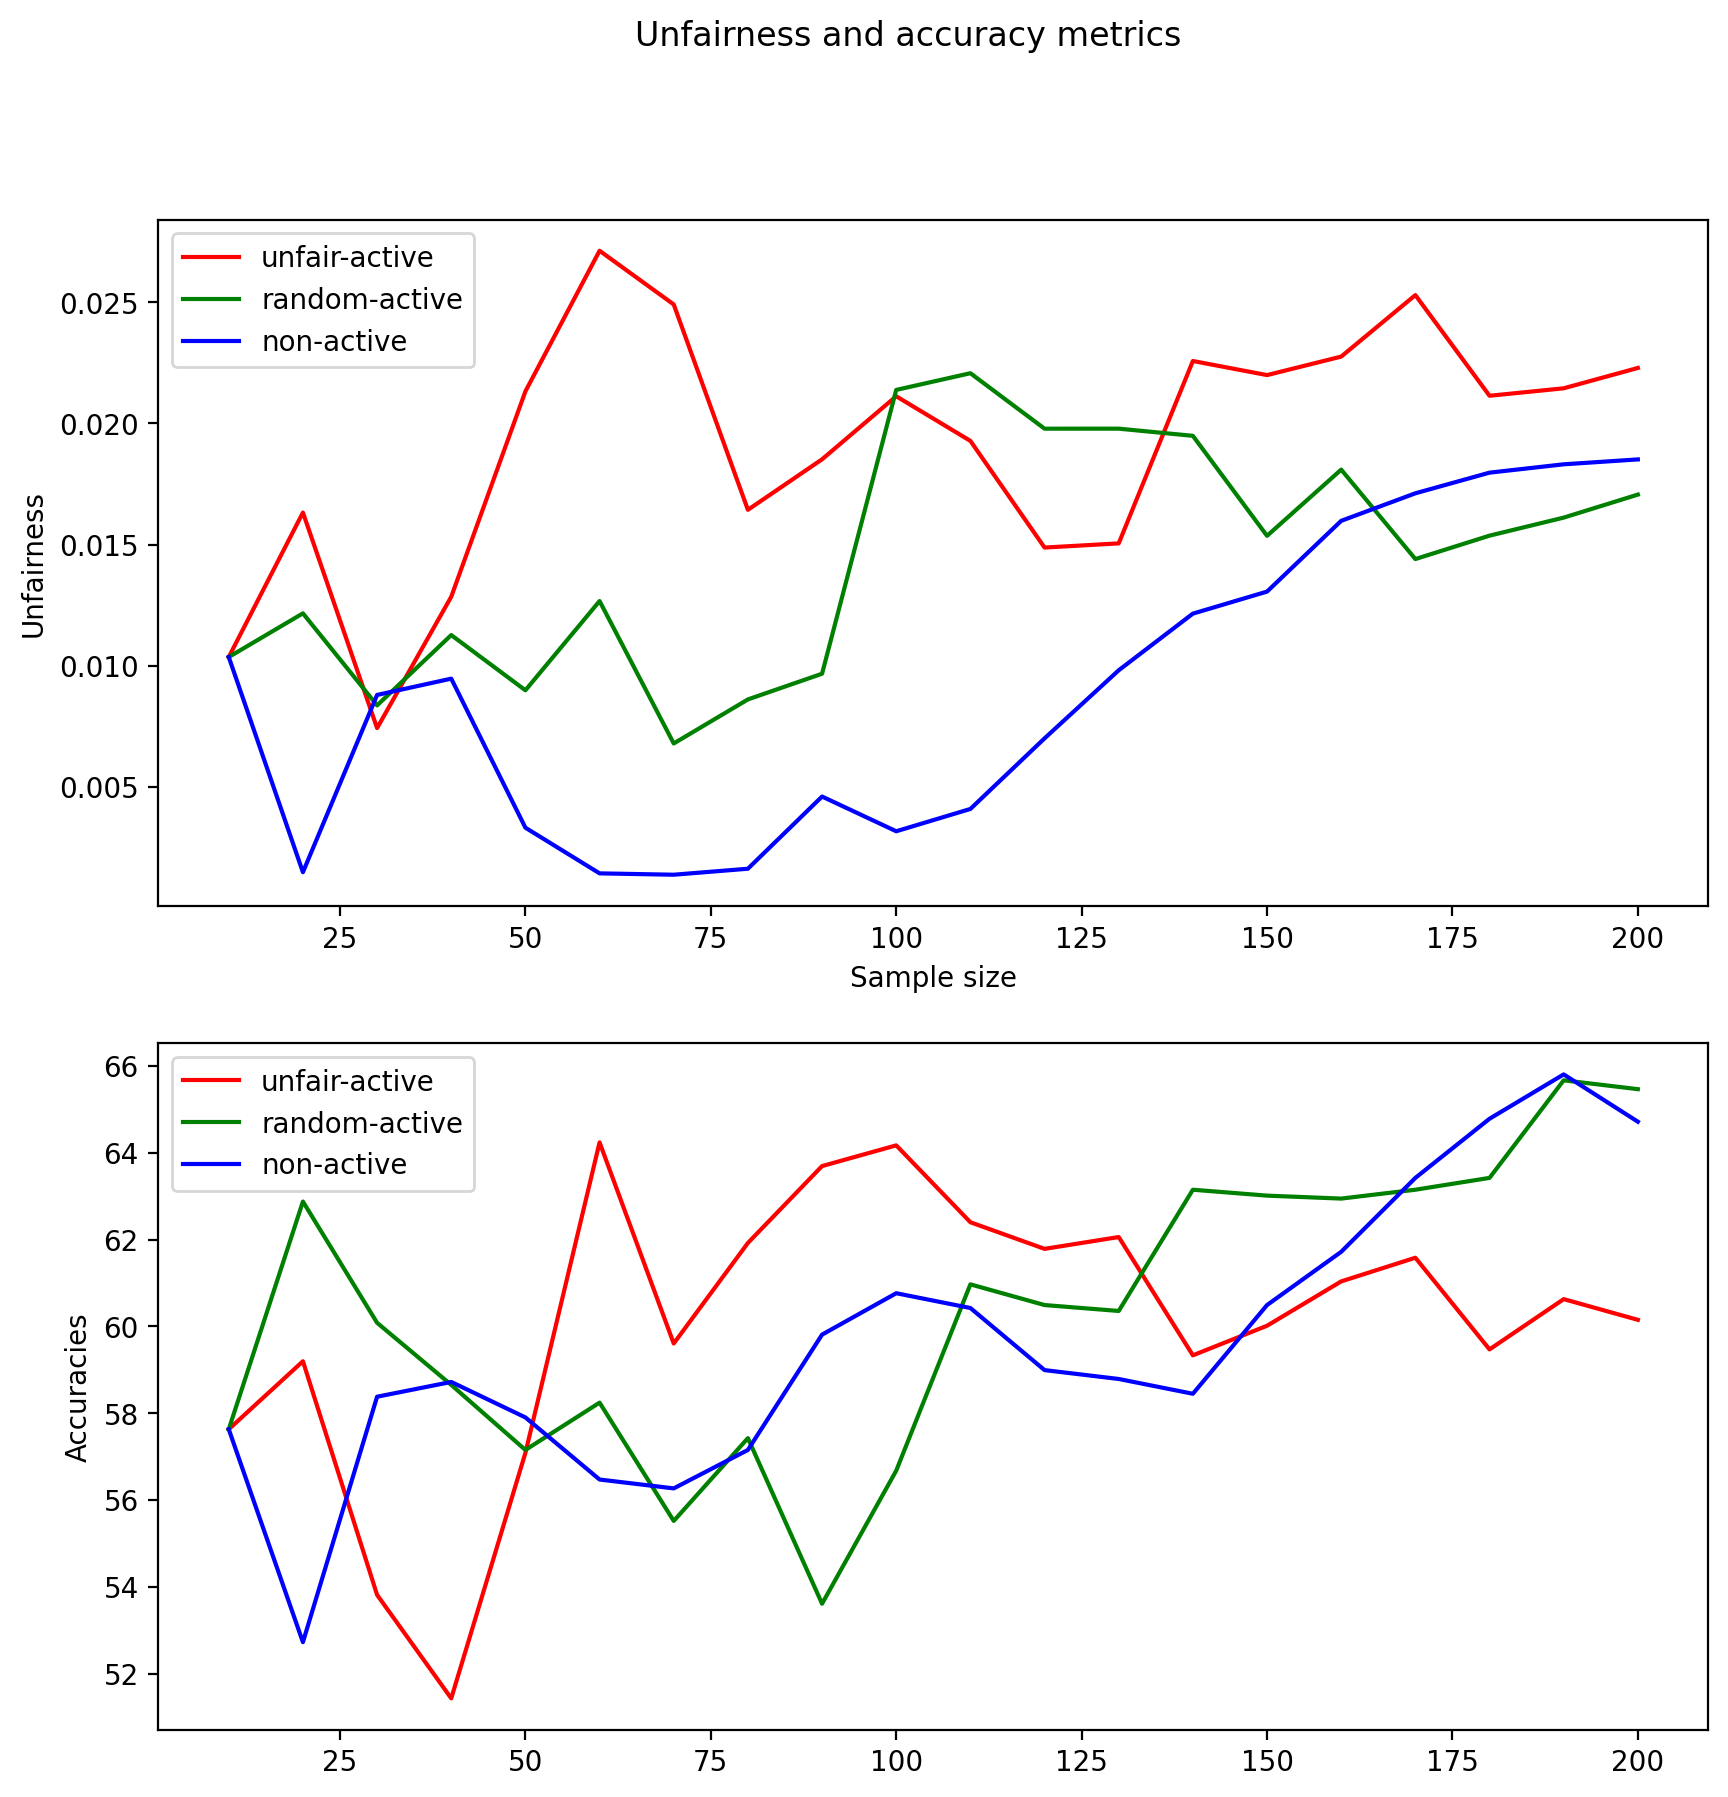 Unfairness and accuracy metrics
unfair-active
random-active
non-active
0.025
0.020
0.015
0.010
0.005
Unfairness
25 50 75 100 125 150 175 200
Sample size
unfair-active
random-active
non-active
66
64
62
60
58
56
54
52
Accuracies
25 50 75 100 125 150 175 200